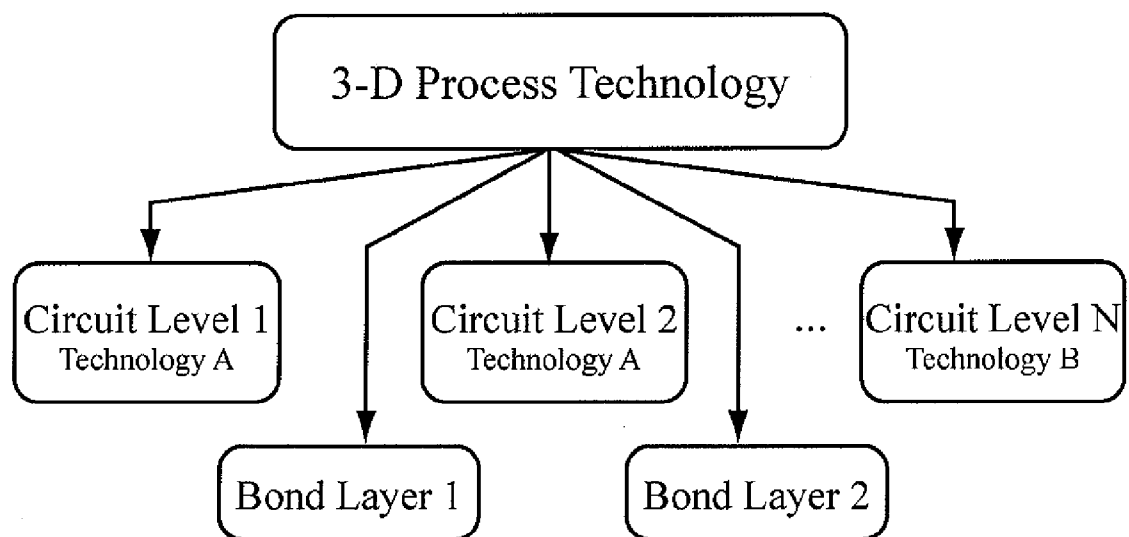 3-D Process Technology
Circuit Level 1
Technology A
Circuit Level 2
Technology A
...
Circuit Level N
Technology B
Bond Layer 1
Bond Layer 2